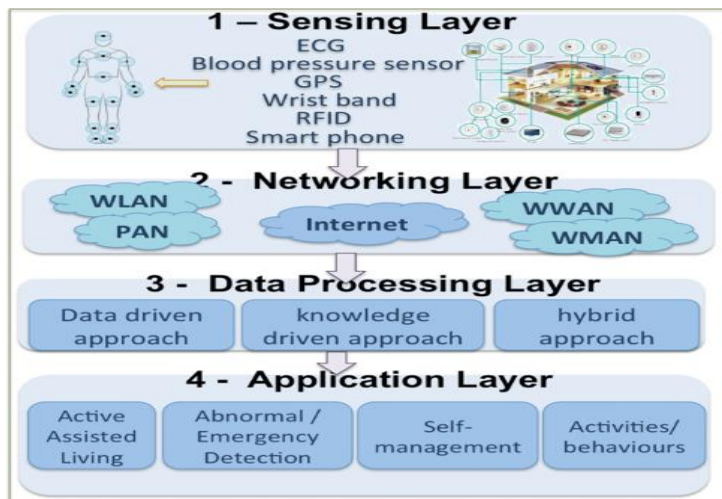 1 – Sensing Layer
ECG
Blood pressure sensor
GPS
Wrist band
RFID
Smart phone
2 - Networking Layer
WLAN
PAN
Internet
WWAN
WMAN
3 - Data Processing Layer
Data driven
approach
knowledge
driven approach
hybrid
approach
4 - Application Layer
Active
Assisted
Living
Abnormal /
Emergency
Detection
Self-
management
Activities/
behaviours